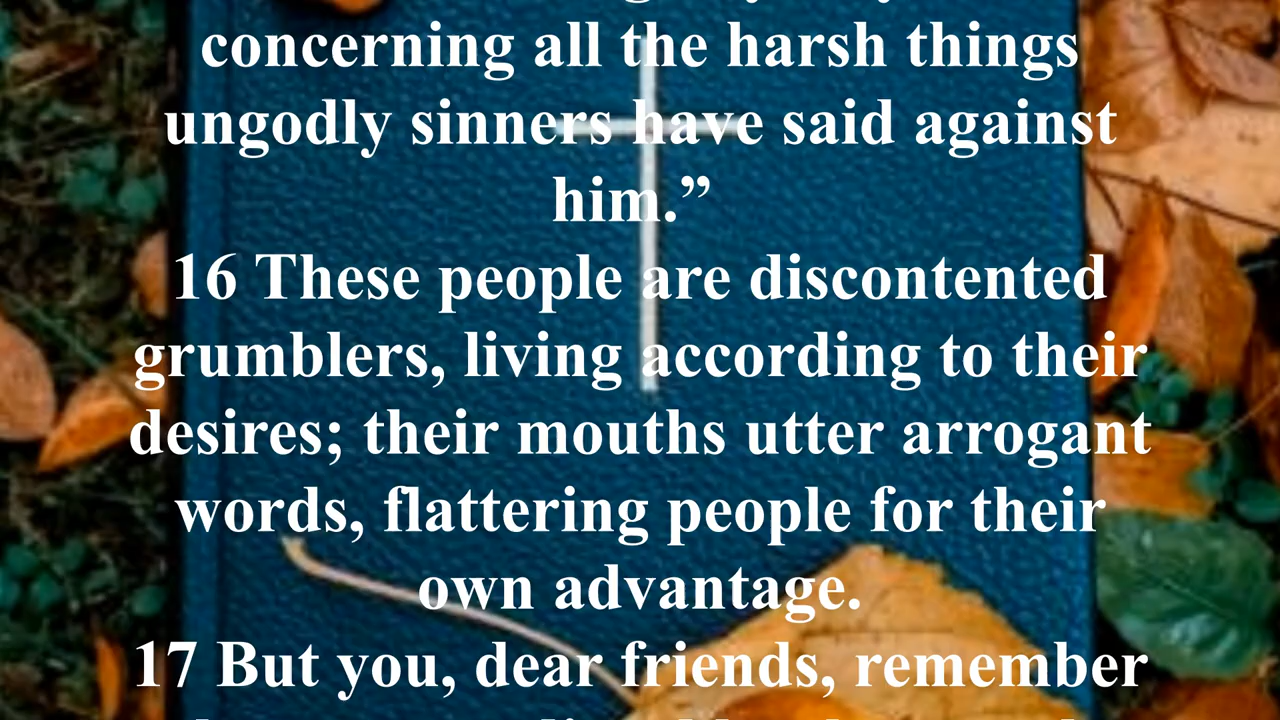 concerning all the harsh things
ungodly sinners have said against
him.”
16 These people are discontented
grumblers, living according to their
desires; their mouths utter arrogant
words, flattering people for their
own advantage.
17 But you, dear friends, remember